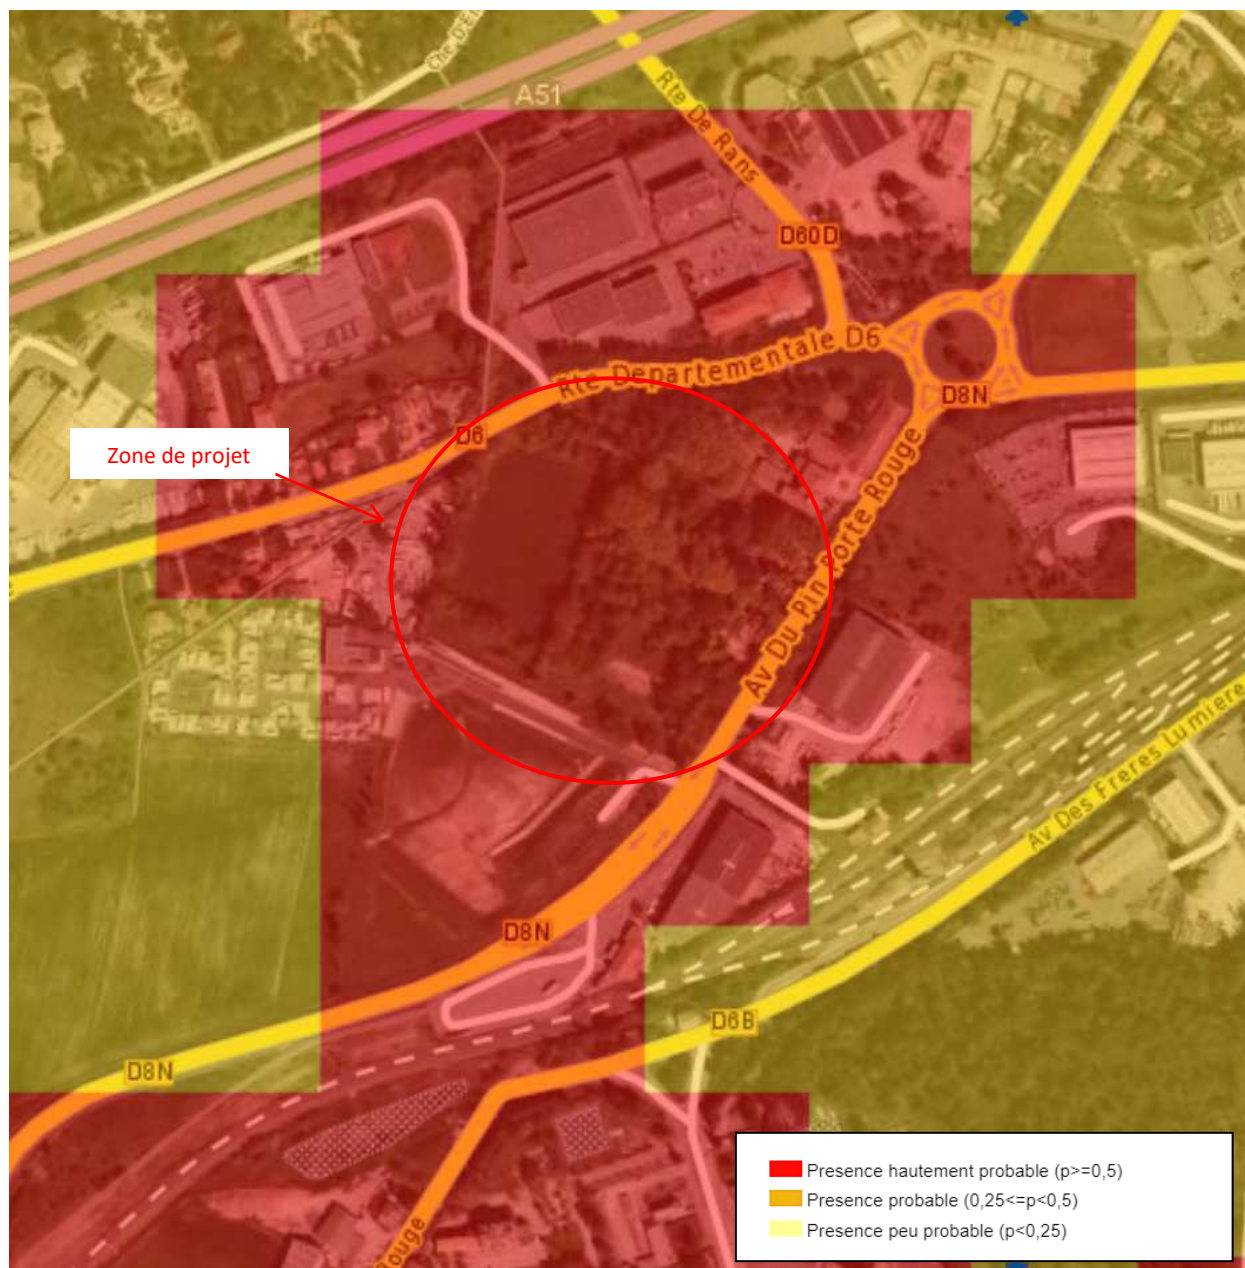 A51
Rte De Rans
D60D
Rte Departementale D6
D8N
D6
Zone de projet
Av Du Pin Porte Rouge
Av Des Freres Lumiere
D8N
D6B
D8N
Rouge
Presence hautement probable (p>=0,5)
Presence probable (0,25<=p<0,5)
Presence peu probable (p<0,25)